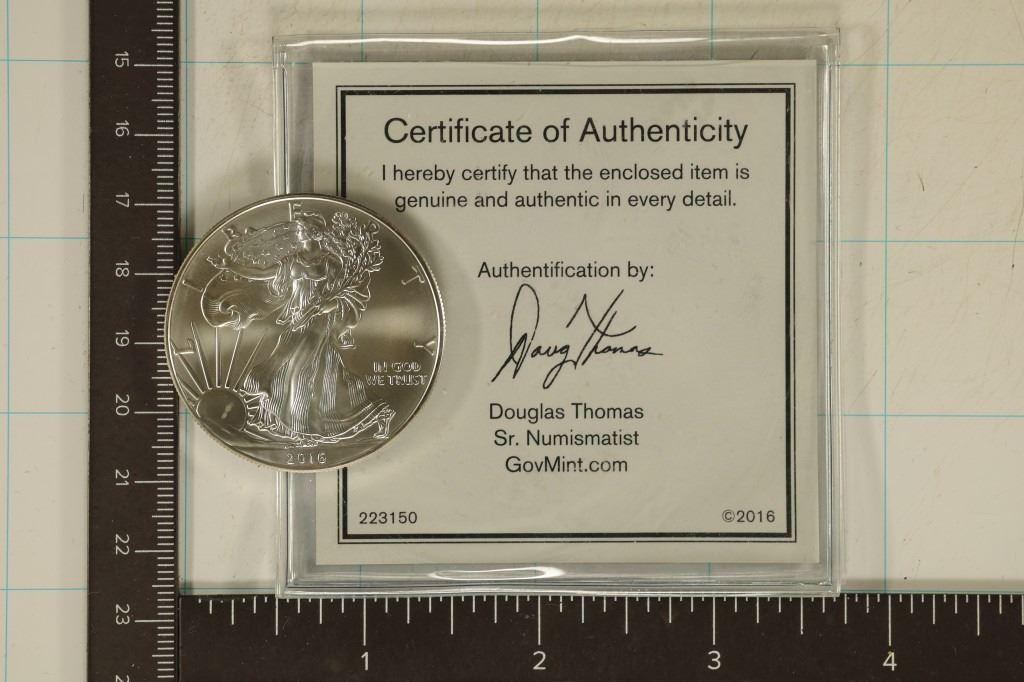 Certificate of Authenticity
I hereby certify that the enclosed item is
genuine and authentic in every detail.
Authentification by:
Doug Thomas
Douglas Thomas
Sr. Numismatist
GovMint.com
223150
©2016
LIBERTY
IN GOD
WE TRUST
2016
15
16
17
18
19
20
21
22
23
1
2
3
4